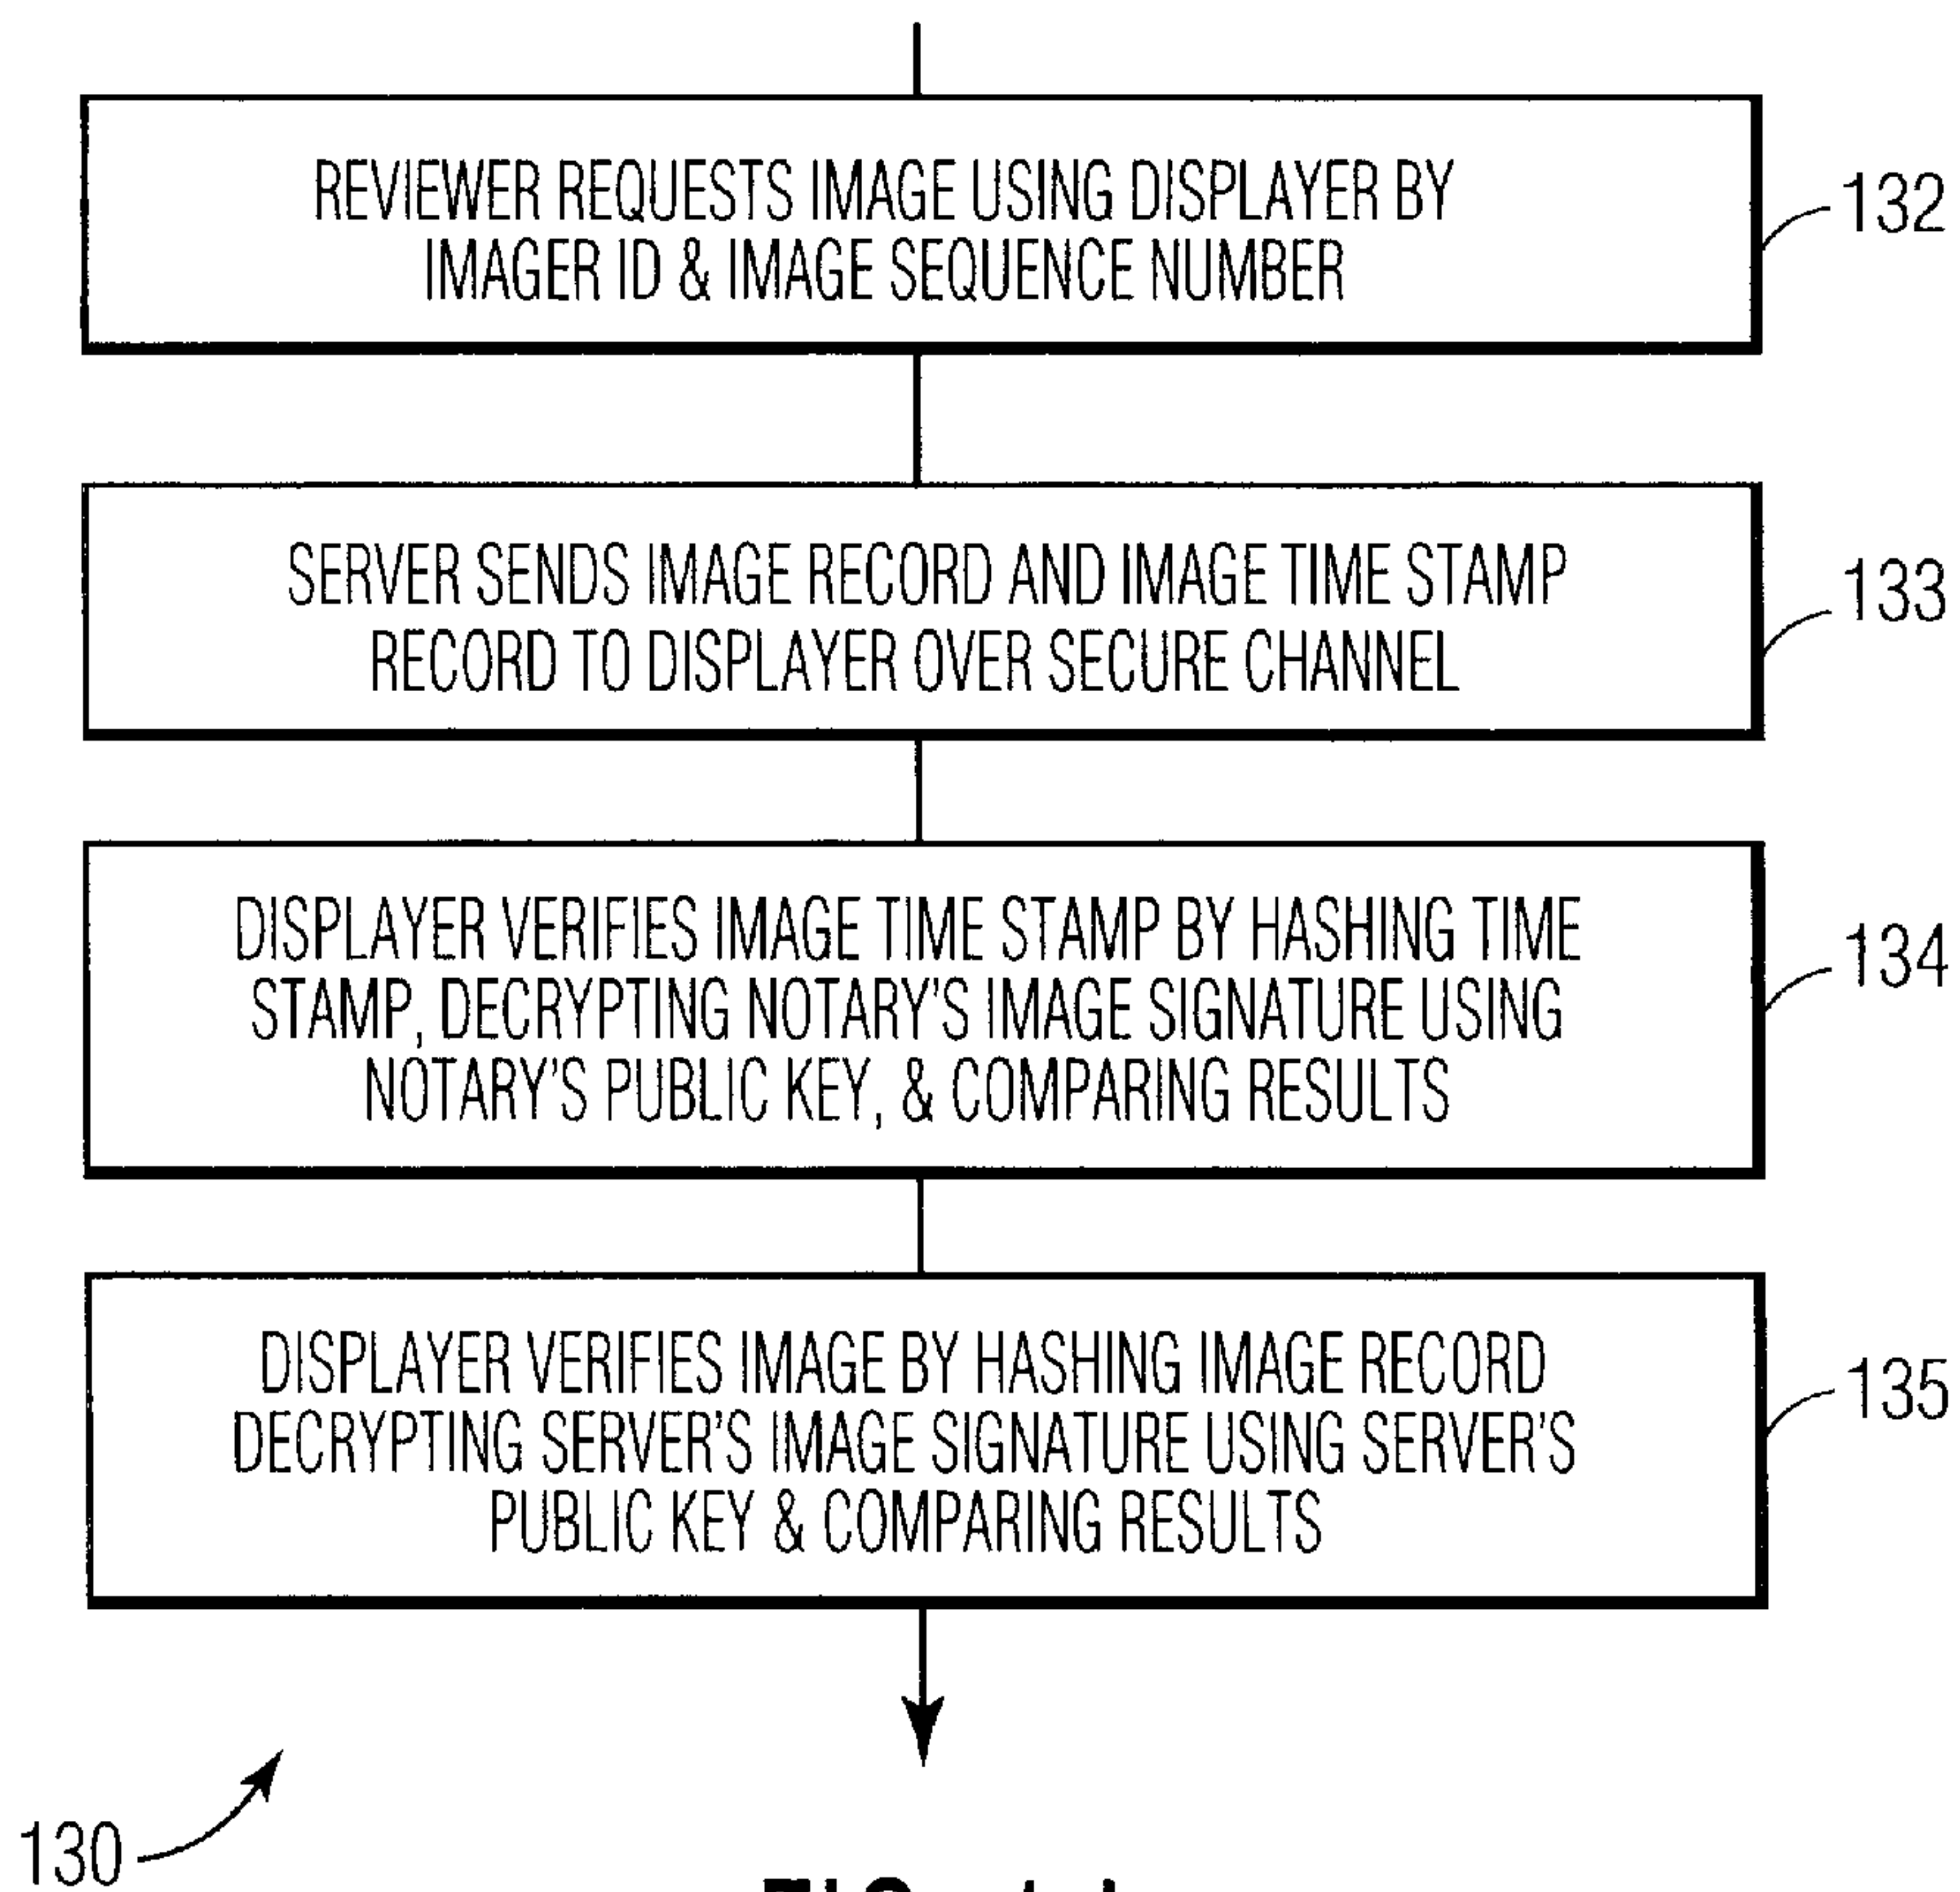 REVIEWER REQUESTS IMAGE USING DISPLAYER BY
IMAGER ID & IMAGE SEQUENCE NUMBER
132
SERVER SENDS IMAGE RECORD AND IMAGE TIME STAMP
RECORD TO DISPLAYER OVER SECURE CHANNEL
133
DISPLAYER VERIFIES IMAGE TIME STAMP BY HASHING TIME
STAMP, DECRYPTING NOTARY'S IMAGE SIGNATURE USING
NOTARY'S PUBLIC KEY, & COMPARING RESULTS
134
DISPLAYER VERIFIES IMAGE BY HASHING IMAGE RECORD
DECRYPTING SERVER'S IMAGE SIGNATURE USING SERVER'S
PUBLIC KEY & COMPARING RESULTS
135
130